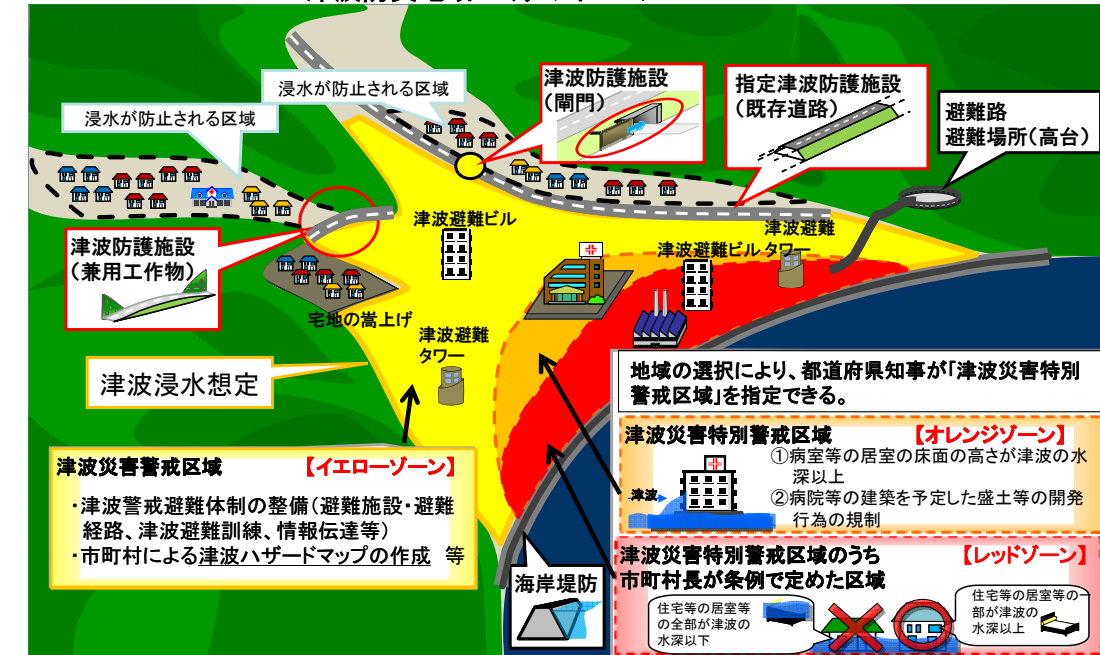 浸水が防止される区域
浸水が防止される区域
津波防護施設
(閘門)
指定津波防護施設
(既存道路)
避難路
避難場所(高台)
津波防護施設
(兼用工作物)
津波避難ビル
津波避難ビル
津波避難
タワー
宅地の嵩上げ
津波避難
タワー
津波浸水想定
地域の選択により、都道府県知事が「津波災害特別
警戒区域」を指定できる。
津波災害警戒区域 【イエローゾーン】
・津波警戒避難体制の整備(避難施設・避難
経路、津波避難訓練、情報伝達等)
・市町村による津波ハザードマップの作成 等
津波災害特別警戒区域 【オレンジゾーン】
津波
①病室等の居室の床面の高さが津波の水
深以上
②病院等の建築を予定した盛土等の開発
行為の規制
津波災害特別警戒区域のうち 【レッドゾーン】
市町村長が条例で定めた区域
住宅等の居室等
の全部が津波の
水深以下
住宅等の居室等の一
部が津波の
水深以上
海岸堤防